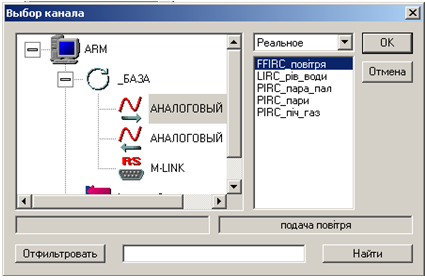 Выбор канала
ARM
_БАЗА
АНАЛОГОВЫЙ
АНАЛОГОВЫЙ
RS
M-LINK
Реальное
FFIRC_повітря
LIRC_рів_води
PIRC_пара_пал
PIRC_пари
PIRC_піч_газ
OK
Отмена
подача повітря
Отфильтровать
Найти